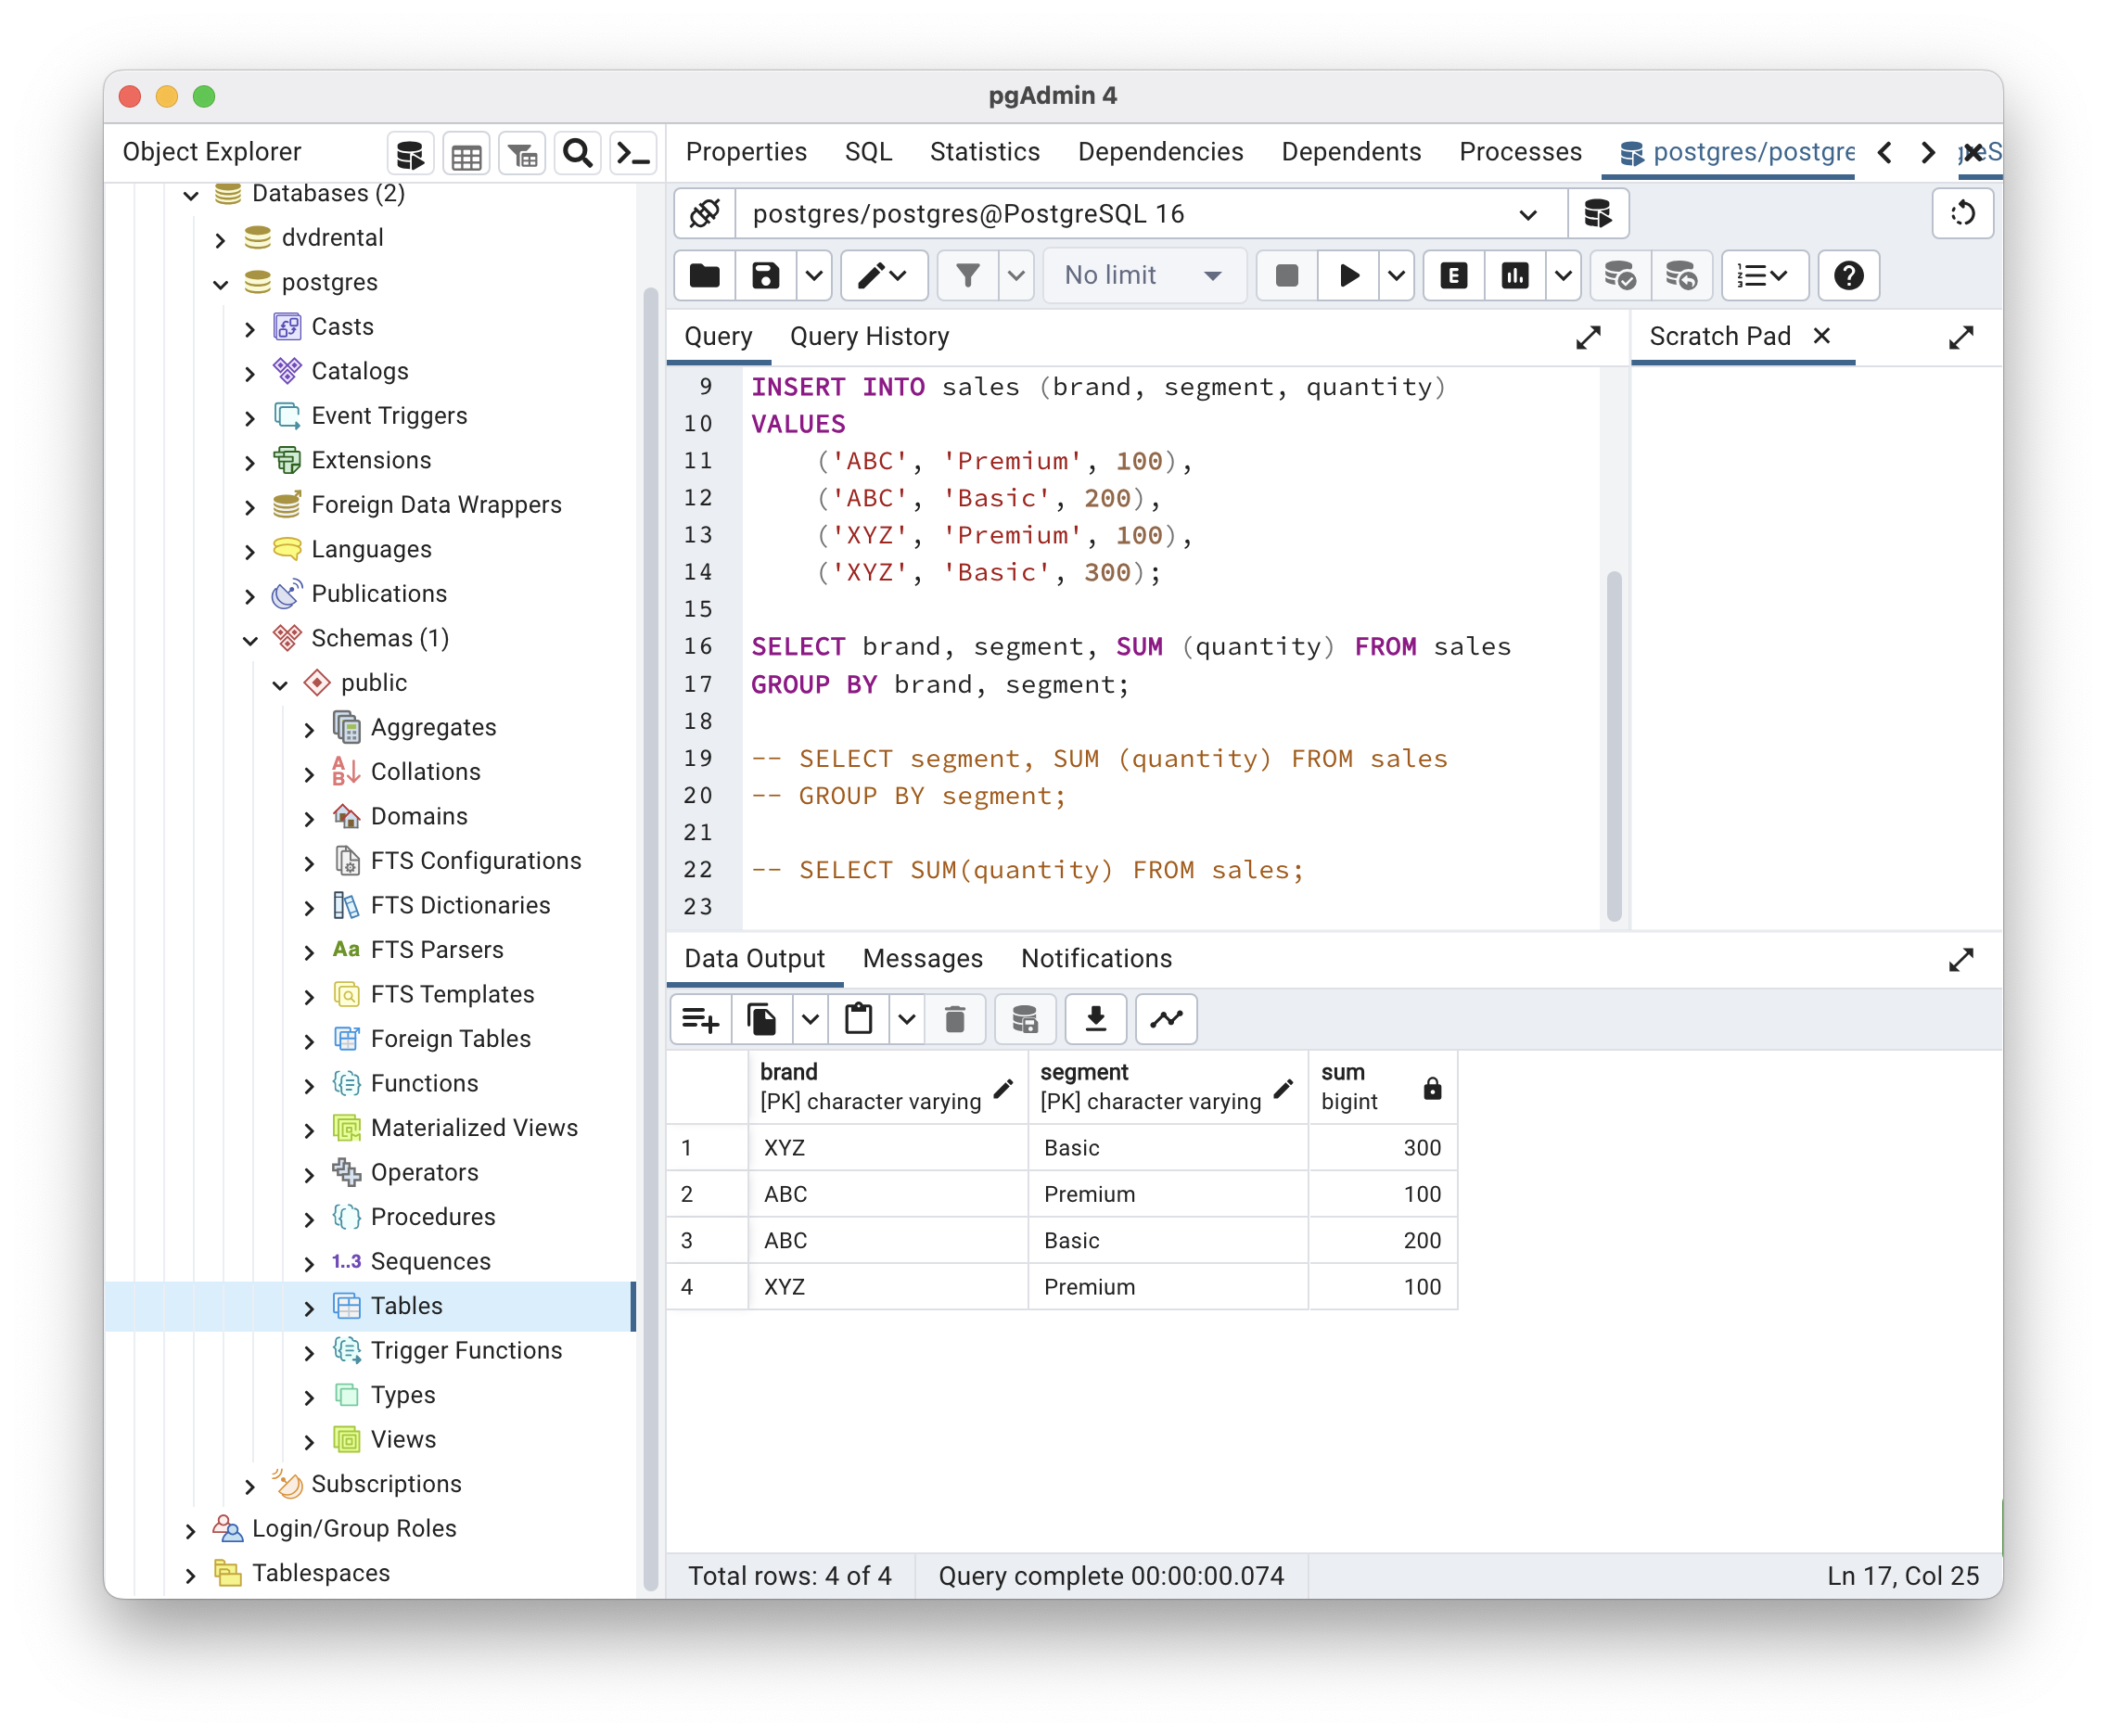 pgAdmin 4
Object Explorer
Properties SQL Statistics Dependencies Dependents Processes postgres/postgre
Databases (2)
dvdrental
postgres
Casts
Catalogs
Event Triggers
Extensions
Foreign Data Wrappers
Languages
Publications
Schemas (1)
public
Aggregates
Collations
Domains
FTS Configurations
FTS Dictionaries
Aa FTS Parsers
FTS Templates
Foreign Tables
Functions
Materialized Views
Operators
Procedures
1..3 Sequences
Tables
Trigger Functions
Types
Views
Subscriptions
Login/Group Roles
Tablespaces
postgres/postgres@PostgreSQL 16
No limit
E
Query Query History
Scratch Pad
9 INSERT INTO sales (brand, segment, quantity)
10 VALUES
11 ('ABC', 'Premium', 100),
12 ('ABC', 'Basic', 200),
13 ('XYZ', 'Premium', 100),
14 ('XYZ', 'Basic', 300);
15
16 SELECT brand, segment, SUM (quantity) FROM sales
17 GROUP BY brand, segment;
18
19 -- SELECT segment, SUM (quantity) FROM sales
20 -- GROUP BY segment;
21
22 -- SELECT SUM(quantity) FROM sales;
23
Data Output Messages Notifications
brand segment sum
[PK] character varying [PK] character varying bigint
1 XYZ Basic 300
2 ABC Premium 100
3 ABC Basic 200
4 XYZ Premium 100
Total rows: 4 of 4 Query complete 00:00:00.074 Ln 17, Col 25